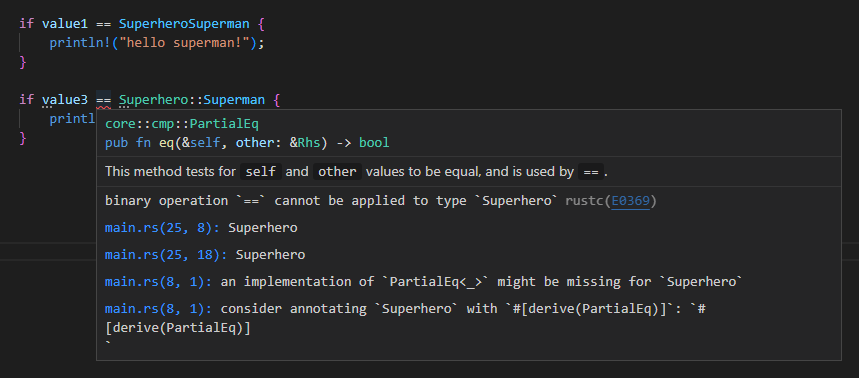 if value1 == SuperheroSuperman {
println!("hello superman!");
}
if value3 == Superhero::Superman {
printl
}
core::cmp::PartialEq
pub fn eq(&self, other: &Rhs) -> bool
This method tests for self and other values to be equal, and is used by == .
binary operation `==` cannot be applied to type `Superhero` rustc(E0369)
main.rs(25, 8): Superhero
main.rs(25, 18): Superhero
main.rs(8, 1): an implementation of `PartialEq<_>` might be missing for `Superhero`
main.rs(8, 1): consider annotating `Superhero` with `#[derive(PartialEq)]`: `#
[derive(PartialEq)]
`